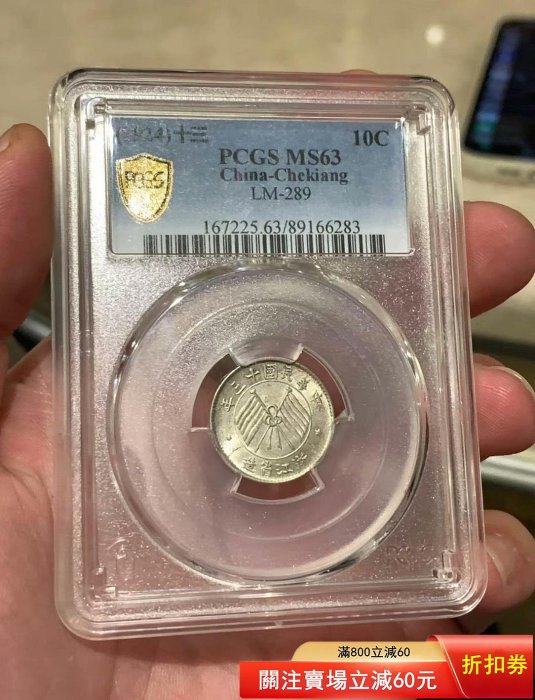 (1924)十三 10C
PCGS MS63
China-Chekiang
LM-289
167225.63/89166283
PCGS
中華民國十三年
浙江省造
滿800立減60
關注賣場立減60元
折扣券